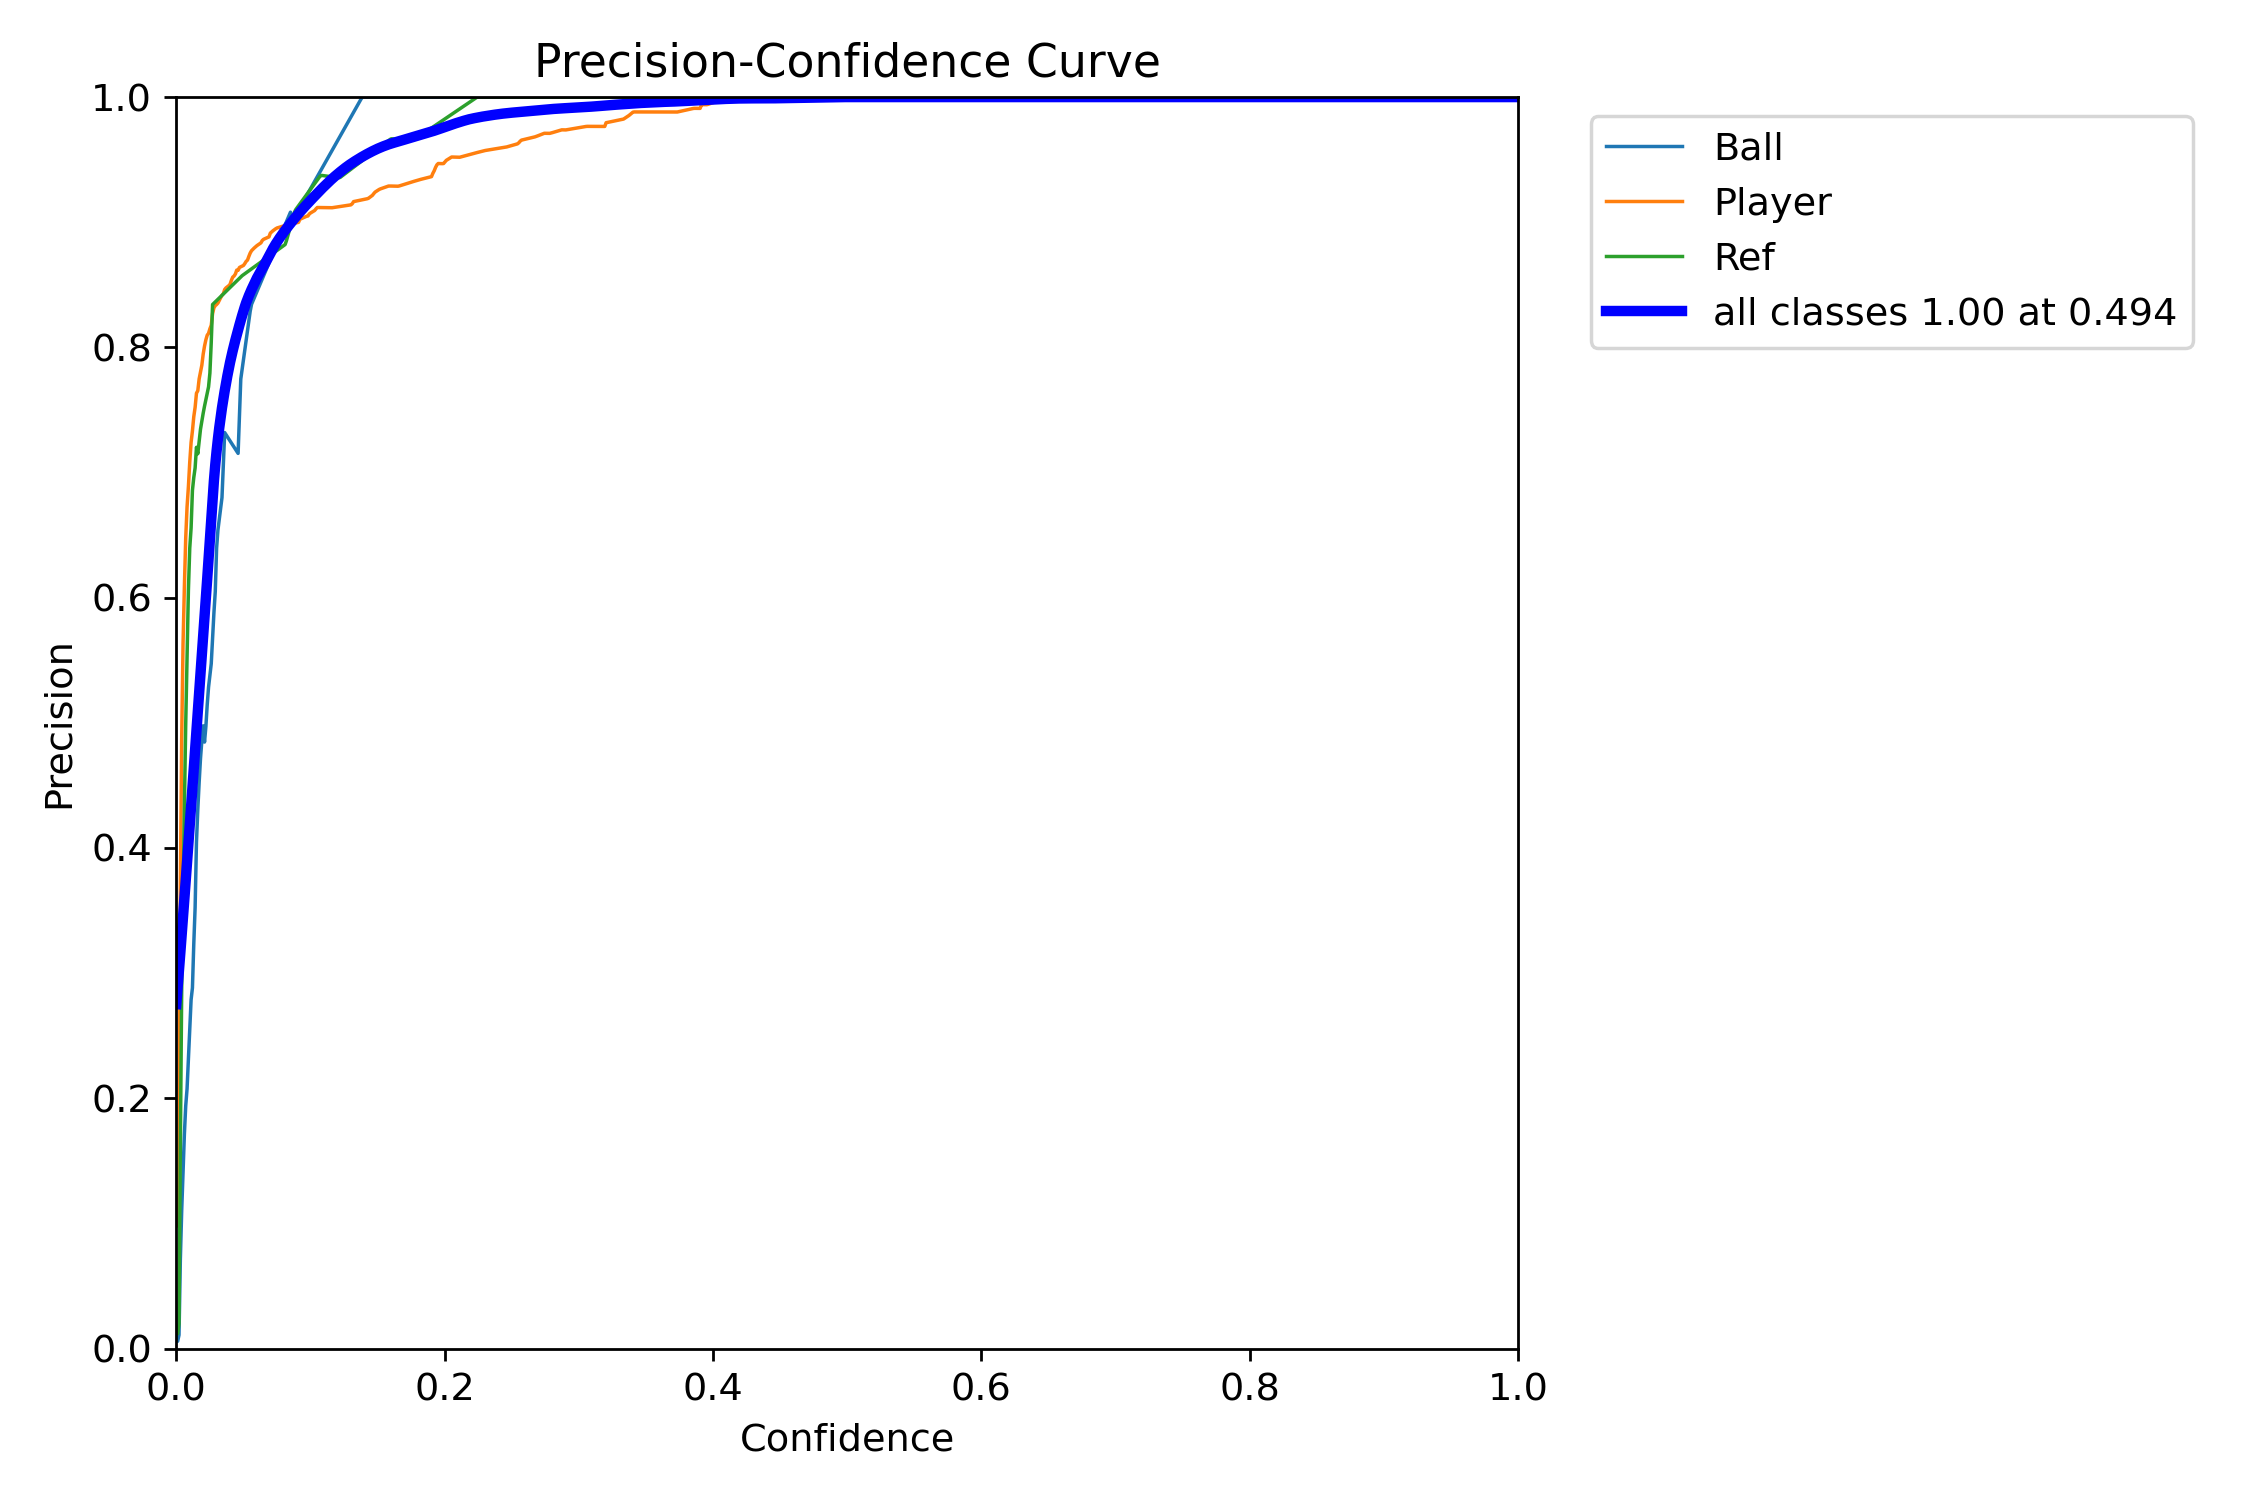 Precision-Confidence Curve
1.0
0.8
0.6
0.4
0.2
0.0
Precision
0.0 0.2 0.4 0.6 0.8 1.0
Confidence
Ball
Player
Ref
all classes 1.00 at 0.494